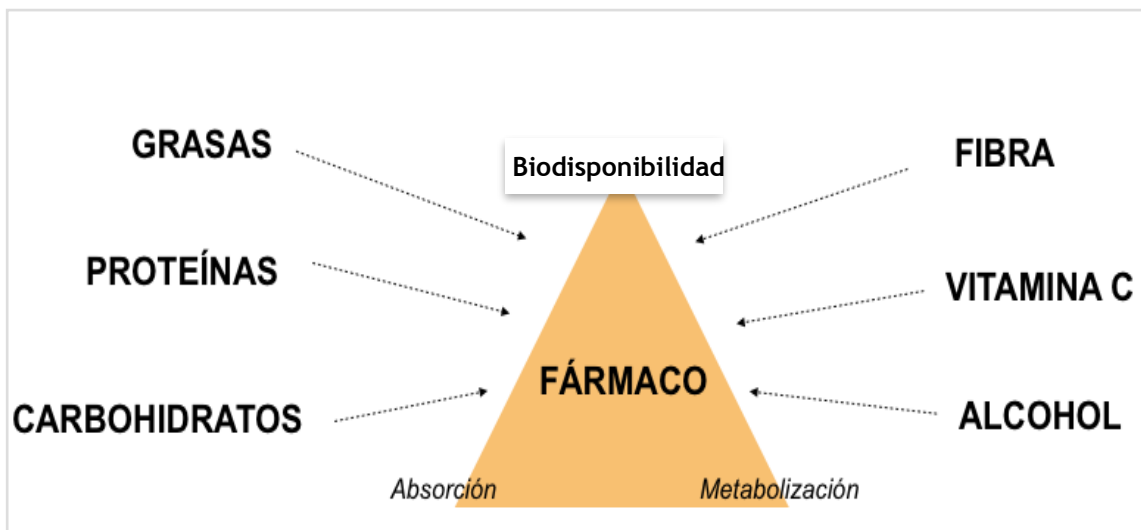 GRASAS
Biodisponibilidad
FIBRA
PROTEÍNAS
VITAMINA C
FÁRMACO
CARBOHIDRATOS
ALCOHOL
Absorción
Metabolización